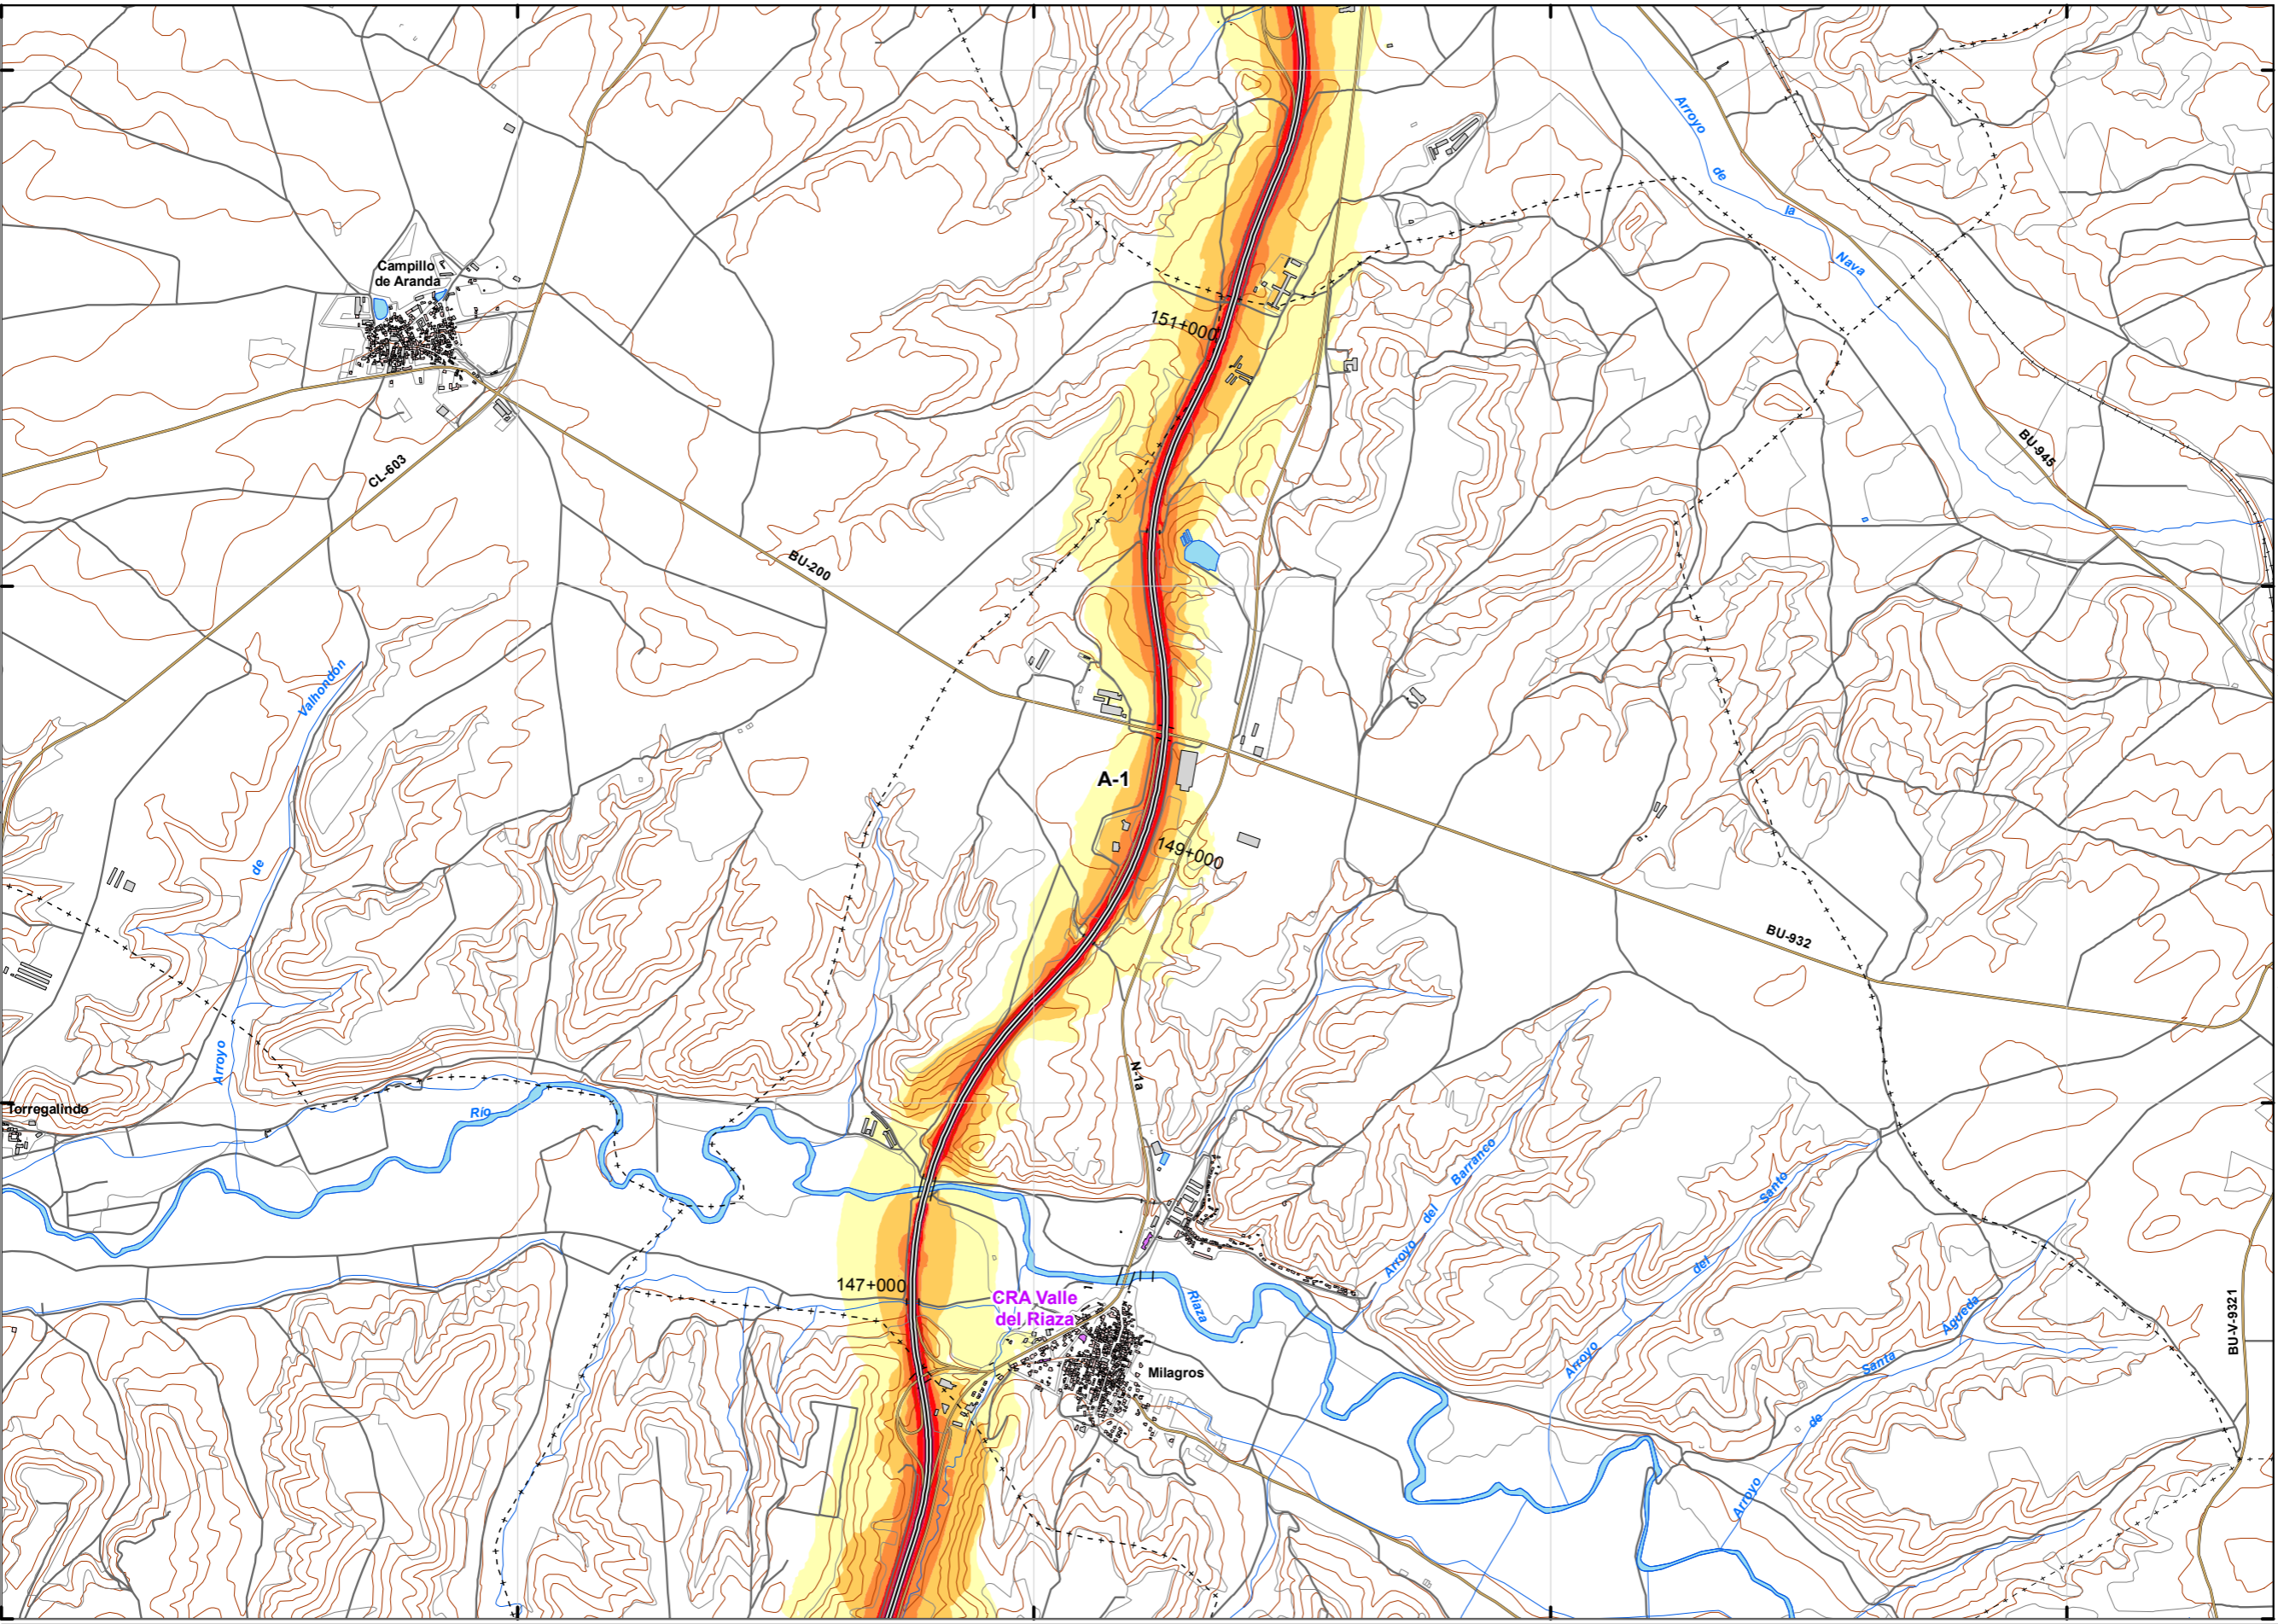 Arroyo
de
la
Nava
Campillo
de Aranda
151+000
BU-945
CL-603
BU-200
Valhondón
de
Arroyo
A-1
149+000
BU-932
N-1a
Torregalindo
Río
Barranco
del
Arroyo
Santo
del
Arroyo
147+000
CRA Valle
del Riaza
Riaza
Milagros
Águeda
Santa
de
Arroyo
BU-V-9321